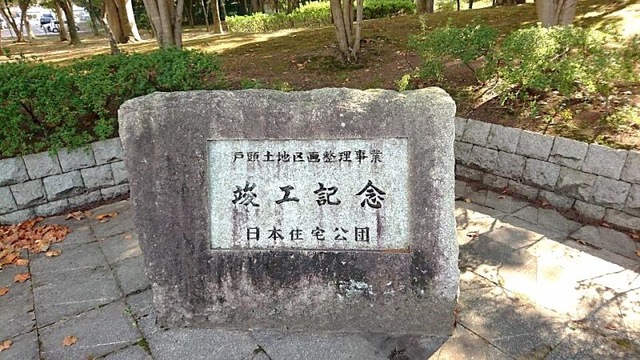 戸頭土地区画整理事業
竣工記念
日本住宅公団